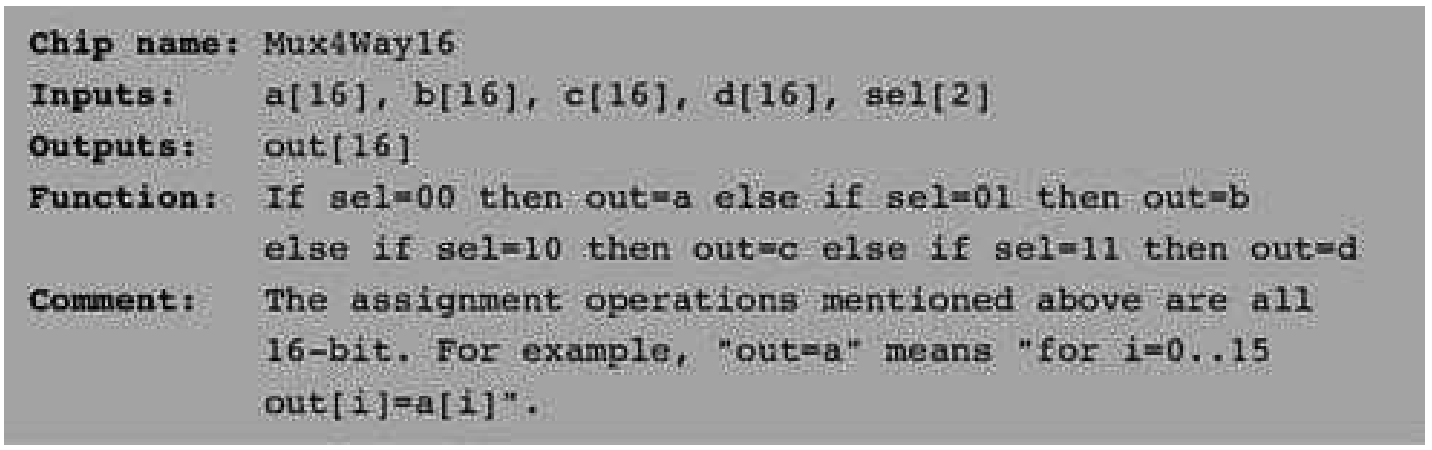 Chip name: Mux4Way16
Inputs: a[16], b[16], c[16], d[16], sel[2]
Outputs: out[16]
Function: If sel=00 then out=a else if sel=01 then out=b
else if sel=10 then out=c else if sel=11 then out=d
Comment: The assignment operations mentioned above are all
16-bit. For example, "out=a" means "for i=0..15
out[i]=a[i]".